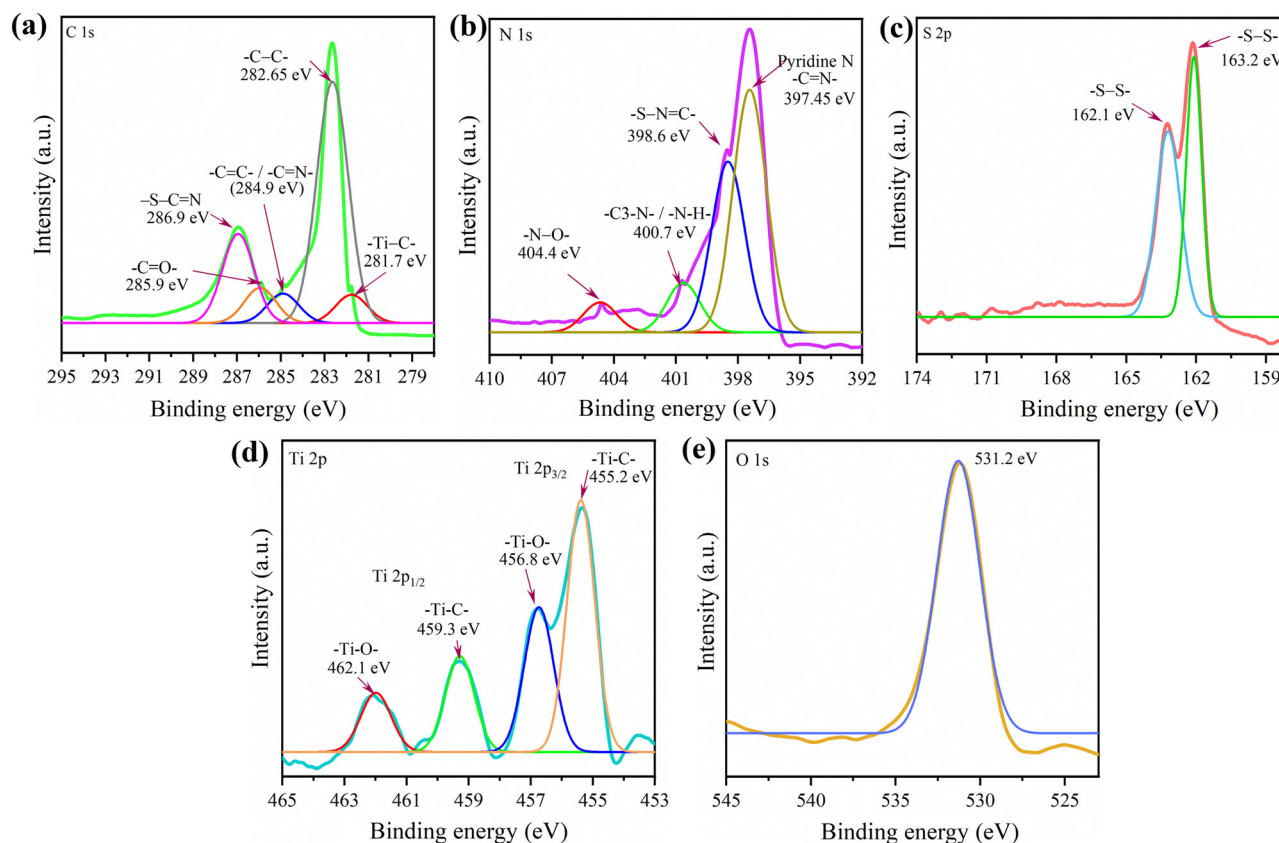 (a)
C 1s
-C–C-
282.65 eV
-C=C- / -C=N-
(284.9 eV)
–S–C=N
286.9 eV
-C=O-
285.9 eV
-Ti–C-
281.7 eV
Intensity (a.u.)
295 293 291 289 287 285 283 281 279
Binding energy (eV)
(b)
N 1s
Pyridine N
-C=N-
397.45 eV
-S–N=C-
398.6 eV
-C3-N- / -N-H-
400.7 eV
-N–O-
404.4 eV
Intensity (a.u.)
410 407 404 401 398 395 392
Binding energy (eV)
(c)
S 2p
-S–S-
163.2 eV
-S–S-
162.1 eV
Intensity (a.u.)
174 171 168 165 162 159
Binding energy (eV)
(d)
Ti 2p
Ti 2p3/2
-Ti-C-
455.2 eV
-Ti-O-
456.8 eV
Ti 2p1/2
-Ti-C-
459.3 eV
-Ti-O-
462.1 eV
Intensity (a.u.)
465 463 461 459 457 455 453
Binding energy (eV)
(e)
O 1s
531.2 eV
Intensity (a.u.)
545 540 535 530 525
Binding energy (eV)